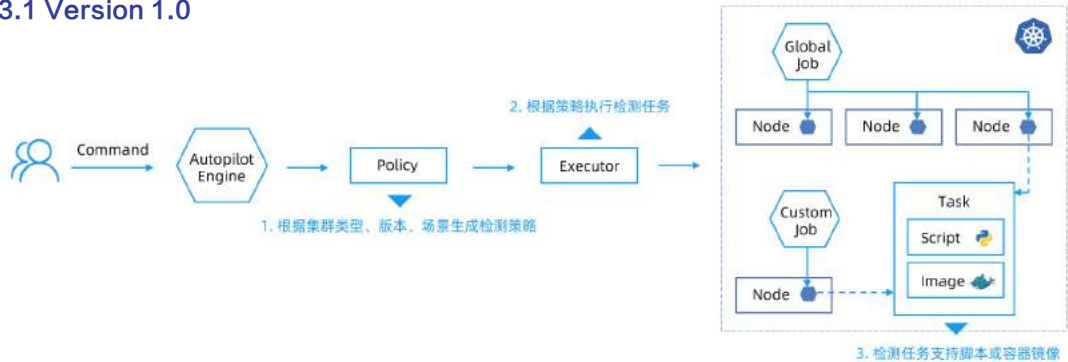 3.1 Version 1.0
Global
Job
2. 根据策略执行检测任务
Node
Node
Node
Command
Autopilot
Engine
Policy
Executor
Task
Custom
Job
Script
1. 根据集群类型、版本、场景生成检测策略
Image
Node
3. 检测任务支持脚本或容器镜像